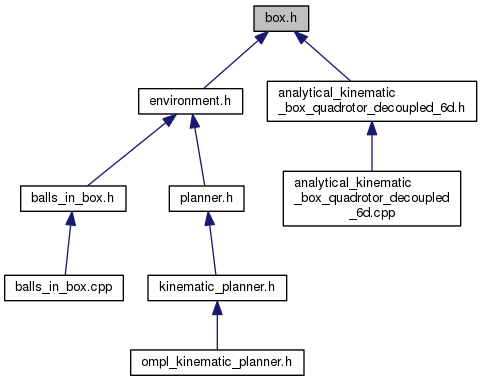 box.h
environment.h
analytical_kinematic
_box_quadrotor_decoupled_6d.h
balls_in_box.h
planner.h
analytical_kinematic
_box_quadrotor_decoupled
_6d.cpp
balls_in_box.cpp
kinematic_planner.h
ompl_kinematic_planner.h